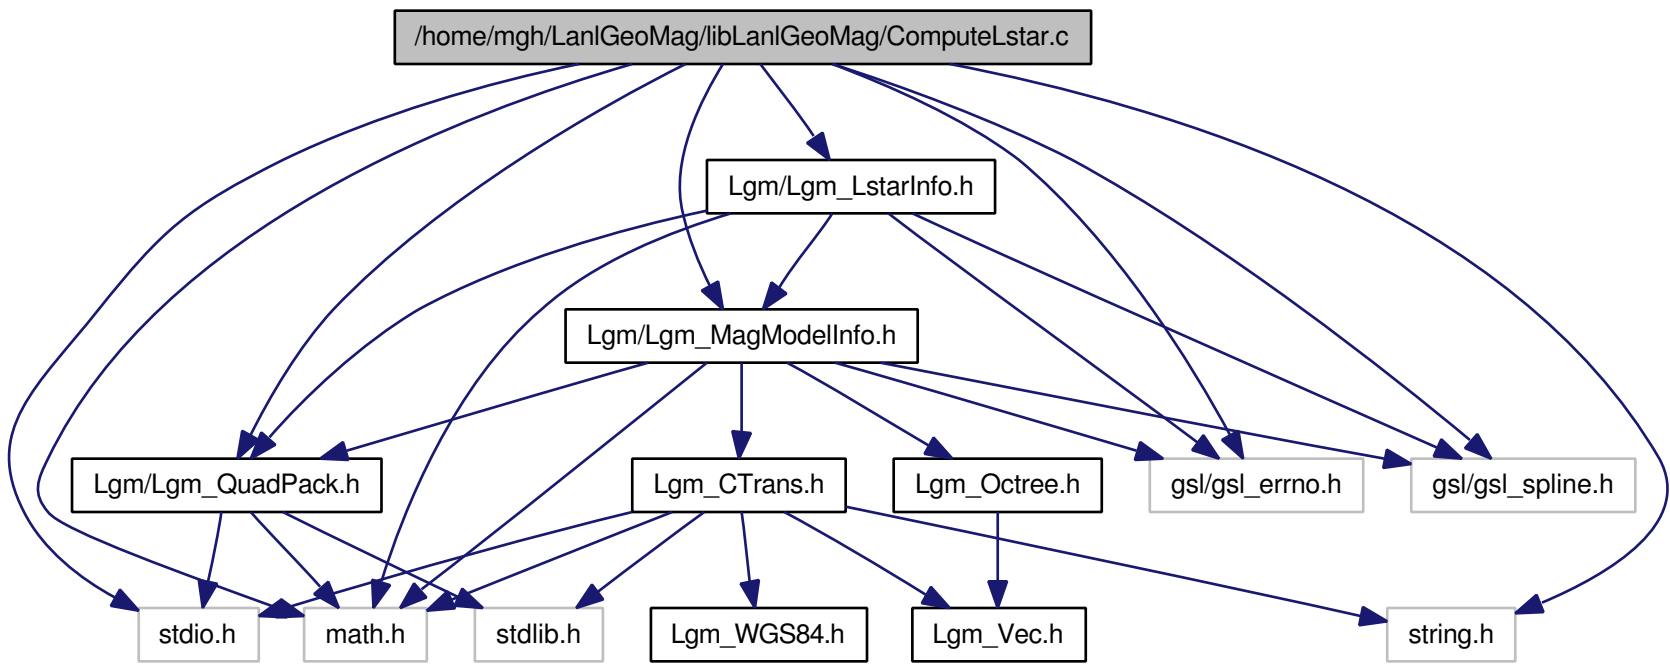 /home/mgh/LanlGeoMag/libLanlGeoMag/ComputeLstar.c
Lgm/Lgm_LstarInfo.h
Lgm/Lgm_MagModelInfo.h
Lgm/Lgm_QuadPack.h
Lgm_CTrans.h
Lgm_Octree.h
gsl/gsl_errno.h
gsl/gsl_spline.h
stdio.h
math.h
stdlib.h
Lgm_WGS84.h
Lgm_Vec.h
string.h